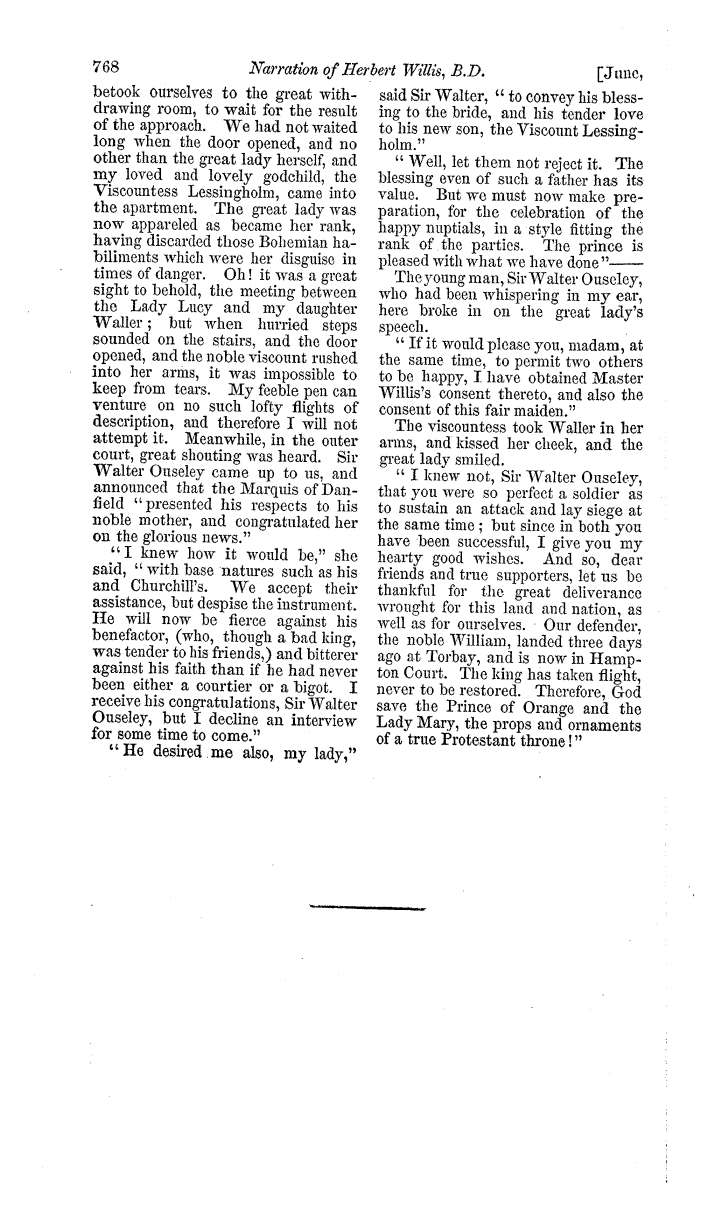 768 Narration of Herbert Willis, B.D. [June,
betook ourselves to the great with-
drawing room, to wait for the result
of the approach. We had not waited
long when the door opened, and no
other than the great lady herself, and
my loved and lovely godchild, the
Viscountess Lessingholm, came into
the apartment. The great lady was
now appareled as became her rank,
having discarded those Bohemian ha-
biliments which were her disguise in
times of danger. Oh! it was a great
sight to behold, the meeting between
the Lady Lucy and my daughter
Waller; but when hurried steps
sounded on the stairs, and the door
opened, and the noble viscount rushed
into her arms, it was impossible to
keep from tears. My feeble pen can
venture on no such lofty flights of
description, and therefore I will not
attempt it. Meanwhile, in the outer
court, great shouting was heard. Sir
Walter Ouseley came up to us, and
announced that the Marquis of Dan-
field "presented his respects to his
noble mother, and congratulated her
on the glorious news."
"I knew how it would be," she
said, "with base natures such as his
and Churchill's. We accept their
assistance, but despise the instrument.
He will now be fierce against his
benefactor, (who, though a bad king,
was tender to his friends,) and bitterer
against his faith than if he had never
been either a courtier or a bigot. I
receive his congratulations, Sir Walter
Ouseley, but I decline an interview
for some time to come."
"He desired me also, my lady,"
said Sir Walter, "to convey his bless-
ing to the bride, and his tender love
to his new son, the Viscount Lessing-
holm."
"Well, let them not reject it. The
blessing even of such a father has its
value. But we must now make pre-
paration, for the celebration of the
happy nuptials, in a style fitting the
rank of the parties. The prince is
pleased with what we have done"——
The young man, Sir Walter Ouseley,
who had been whispering in my ear,
here broke in on the great lady's
speech.
"If it would please you, madam, at
the same time, to permit two others
to be happy, I have obtained Master
Willis's consent thereto, and also the
consent of this fair maiden."
The viscountess took Waller in her
arms, and kissed her cheek, and the
great lady smiled.
"I knew not, Sir Walter Ouseley,
that you were so perfect a soldier as
to sustain an attack and lay siege at
the same time; but since in both you
have been successful, I give you my
hearty good wishes. And so, dear
friends and true supporters, let us be
thankful for the great deliverance
wrought for this land and nation, as
well as for ourselves. Our defender,
the noble William, landed three days
ago at Torbay, and is now in Hamp-
ton Court. The king has taken flight,
never to be restored. Therefore, God
save the Prince of Orange and the
Lady Mary, the props and ornaments
of a true Protestant throne!"